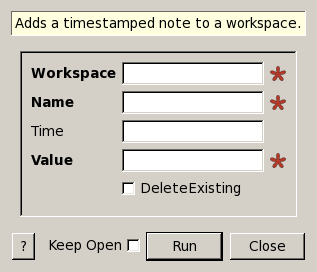 Adds a timestamped note to a workspace.
Workspace
Name
Time
Value
DeleteExisting
? Keep Open Run Close